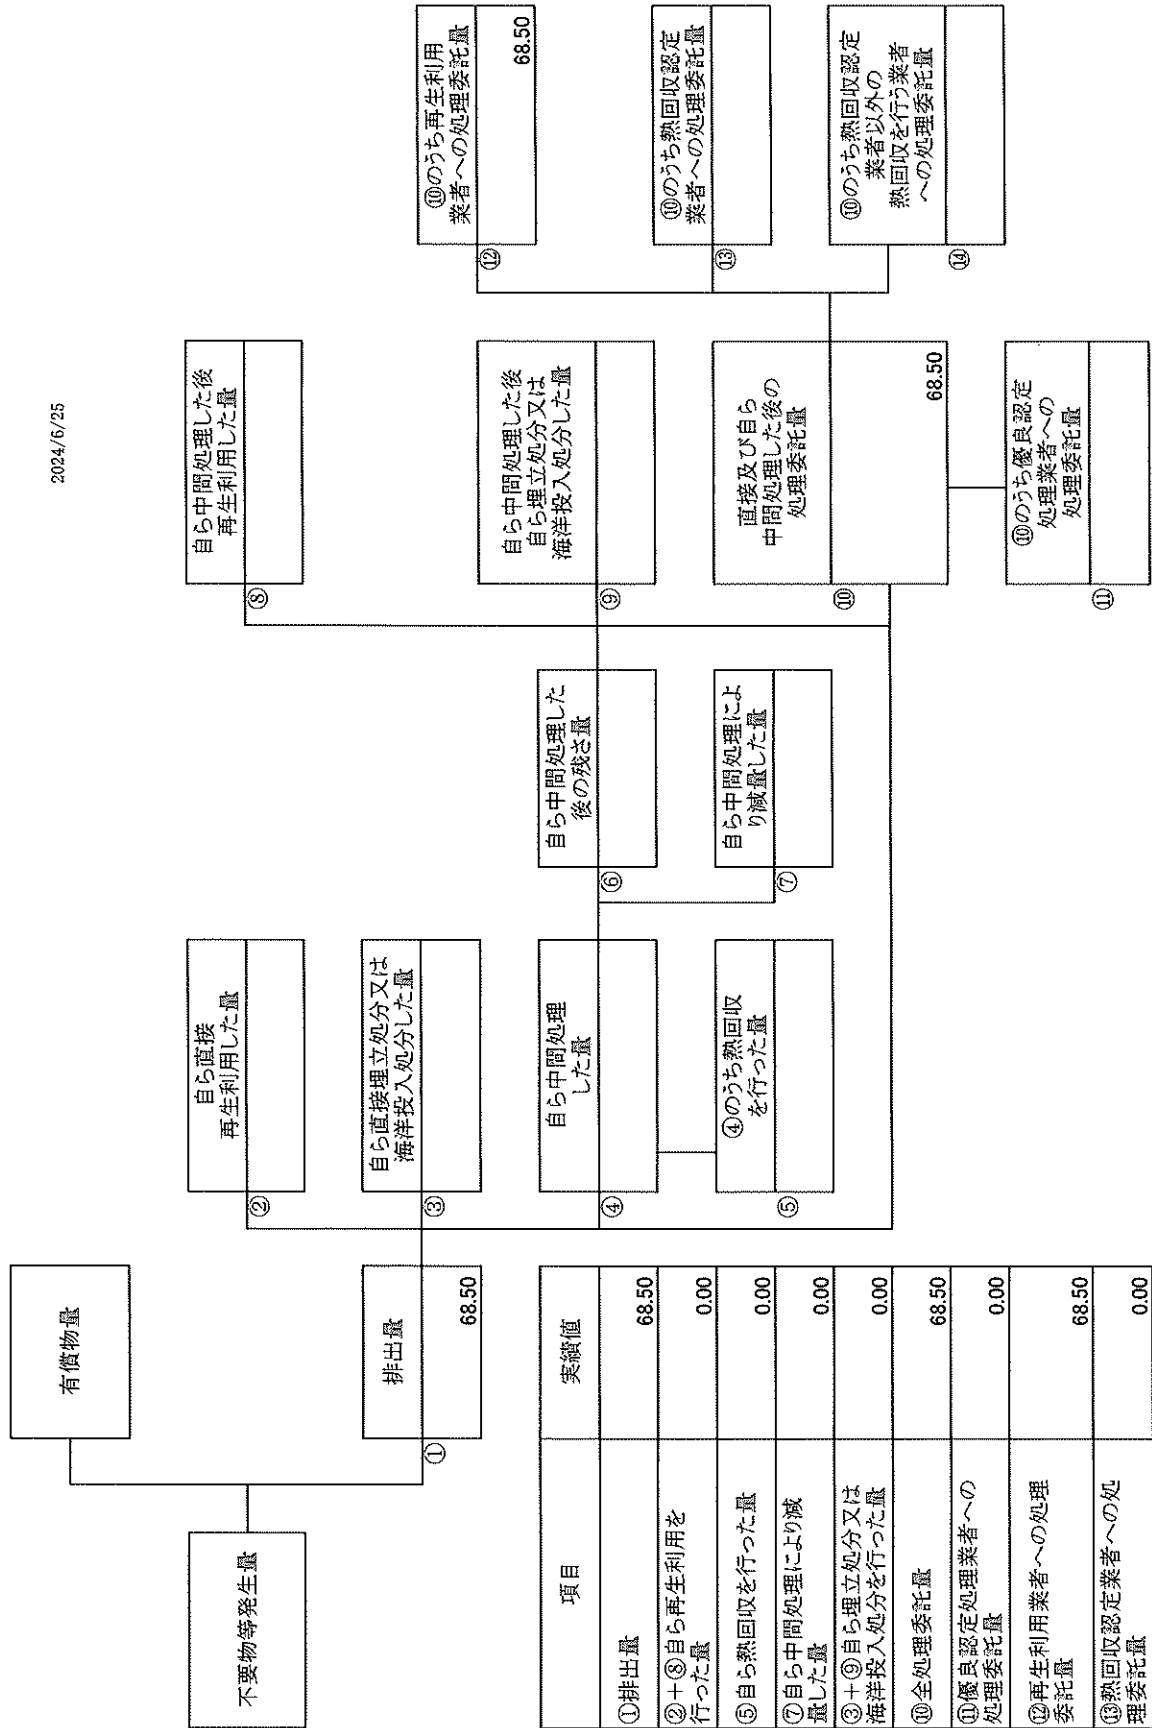 2024/6/25
不要物等発生量
有償物量
排出量
①
68.50
自ら直接
再生利用した量
②
自ら直接埋立処分又は
海洋投入処分した量
③
自ら中間処理
した量
④
④のうち熱回収
を行った量
⑤
自ら中間処理した
後の残さ量
⑥
自ら中間処理によ
り減量した量
⑦
自ら中間処理した後
再生利用した量
⑧
自ら中間処理した後
自ら埋立処分又は
海洋投入処分した量
⑨
直接及び自ら
中間処理した後の
処理委託量
⑩
68.50
⑩のうち優良認定
処理業者への
処理委託量
⑪
⑩のうち再生利用
業者への処理委託量
⑫
68.50
⑩のうち熱回収認定
業者への処理委託量
⑬
⑩のうち熱回収認定
業者以外の
熱回収を行う業者
への処理委託量
⑭
項目 実績値
①排出量 68.50
②+⑧自ら再生利用を
行った量 0.00
⑤自ら熱回収を行った量 0.00
⑦自ら中間処理により減
量した量 0.00
③+⑨自ら埋立処分又は
海洋投入処分を行った量 0.00
⑩全処理委託量 68.50
⑪優良認定処理業者への
処理委託量 0.00
⑫再生利用業者への処理
委託量 68.50
⑬熱回収認定業者への処
理委託量 0.00